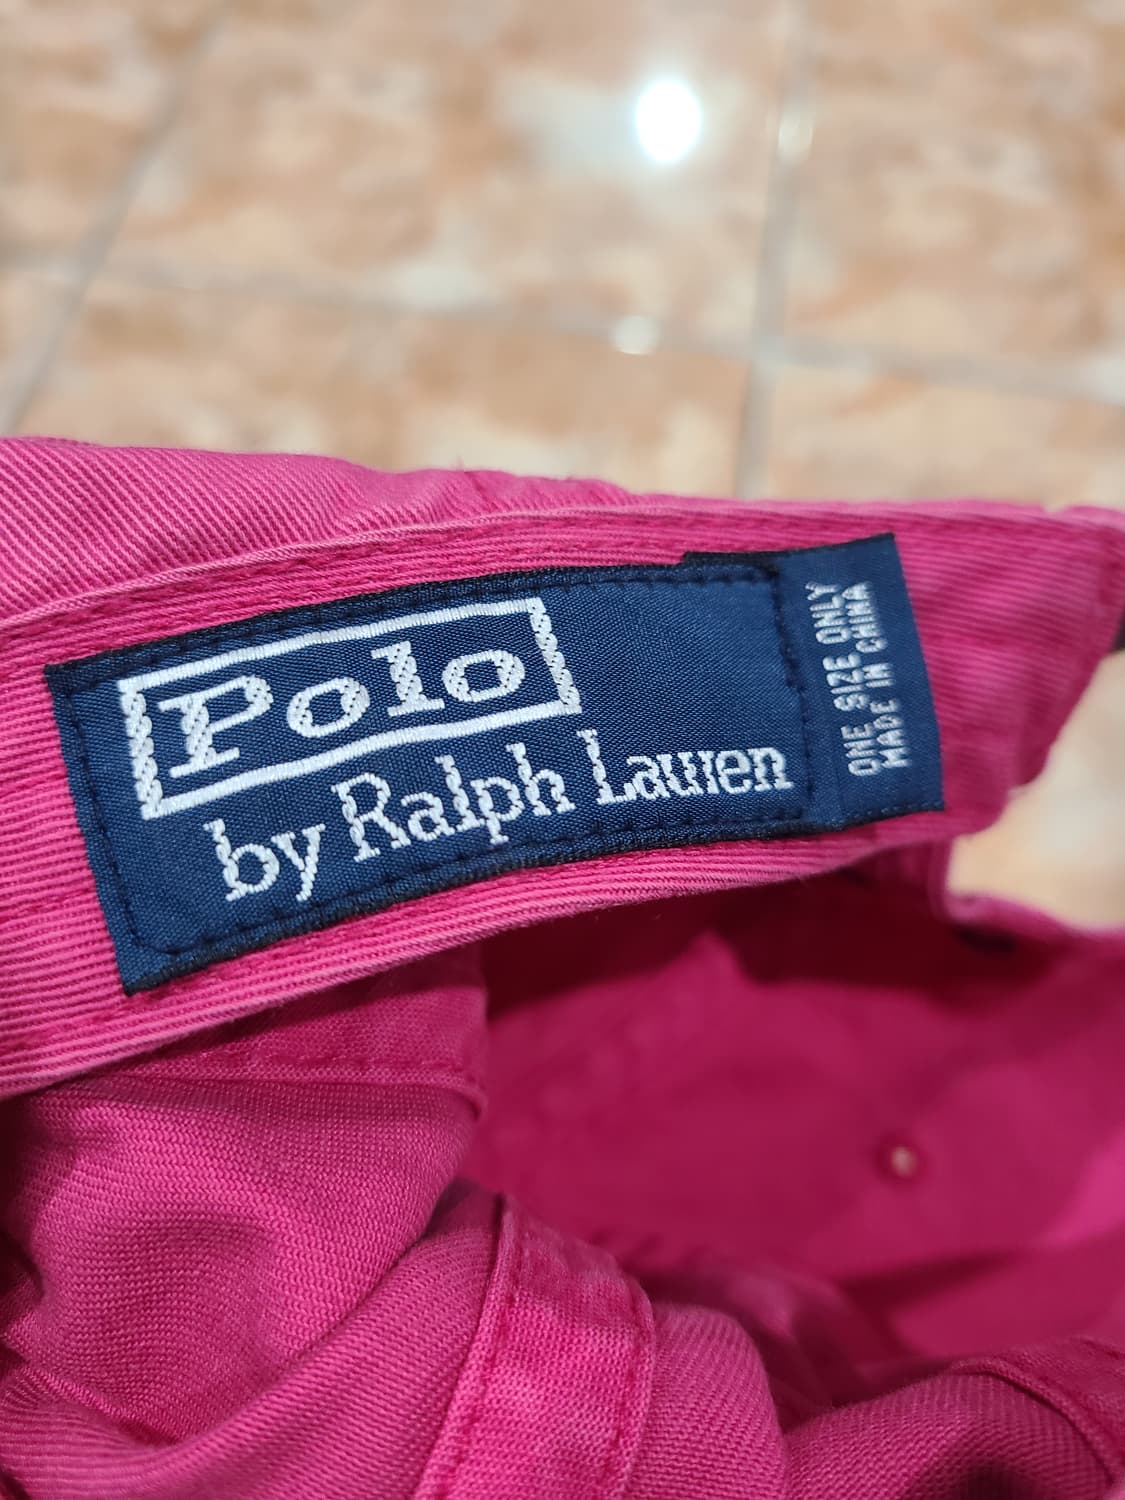 Polo
by Ralph Lauren
ONE SIZE ONLY
MADE IN CHINA